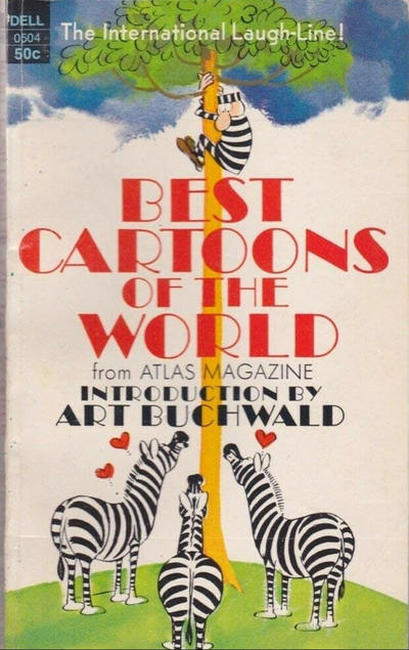 DELL
0504
50c
The International Laugh-Line!
BEST
CARTOONS
OF THE
WORLD
from ATLAS MAGAZINE
INTRODUCTION BY
ART BUCHWALD